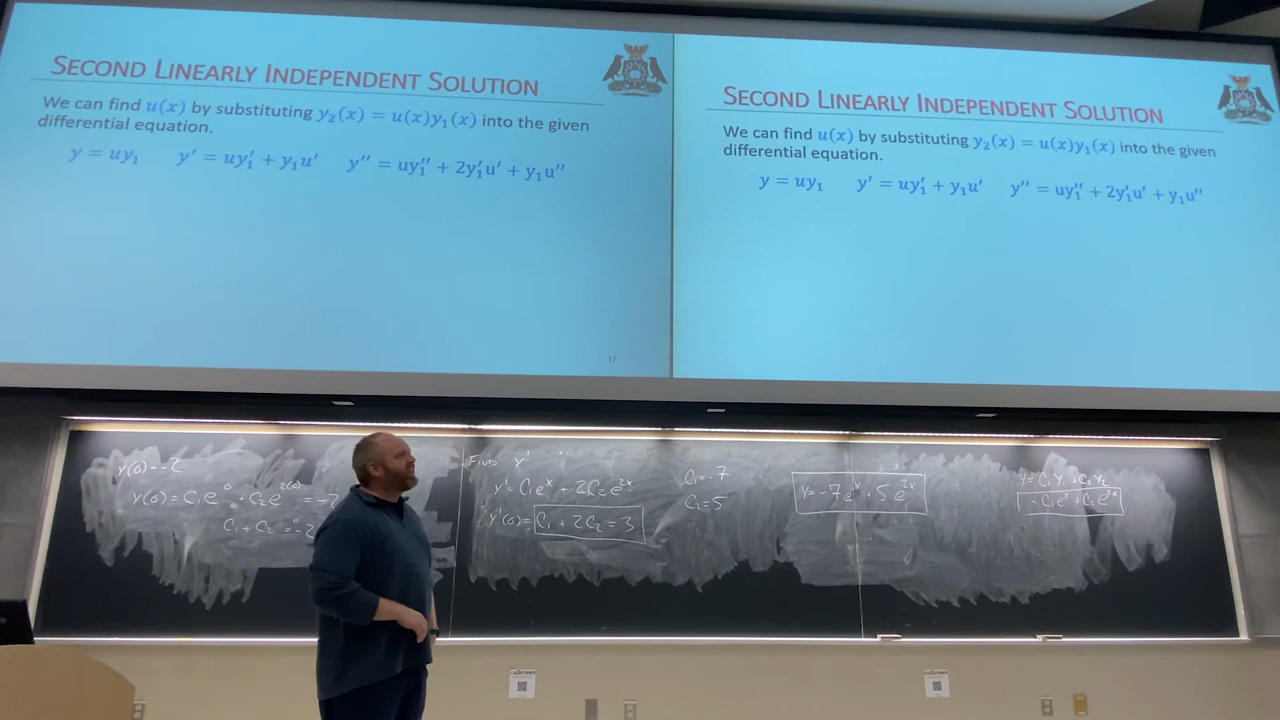 SECOND LINEARLY INDEPENDENT SOLUTION
We can find u(x) by substituting y₂(x) = u(x)y₁(x) into the given
differential equation.
y = uy₁ y′ = uy₁′ + y₁u′ y″ = uy₁″ + 2y₁′u′ + y₁u″
17
SECOND LINEARLY INDEPENDENT SOLUTION
We can find u(x) by substituting y₂(x) = u(x)y₁(x) into the given
differential equation.
y = uy₁ y′ = uy₁′ + y₁u′ y″ = uy₁″ + 2y₁′u′ + y₁u″
y(0)=-2
y(0) = C₁e⁰ + C₂e²⁽⁰⁾ = -2
C₁ + C₂ = -2
FIND y'
y' = C₁eˣ + 2C₂e²ˣ
y'(0) = C₁ + 2C₂ = 3
C₁=-7
C₂=5
y = -7eˣ + 5e²ˣ
y = C₁y₁ + C₂y₂
= C₁eˣ + C₂e²ˣ